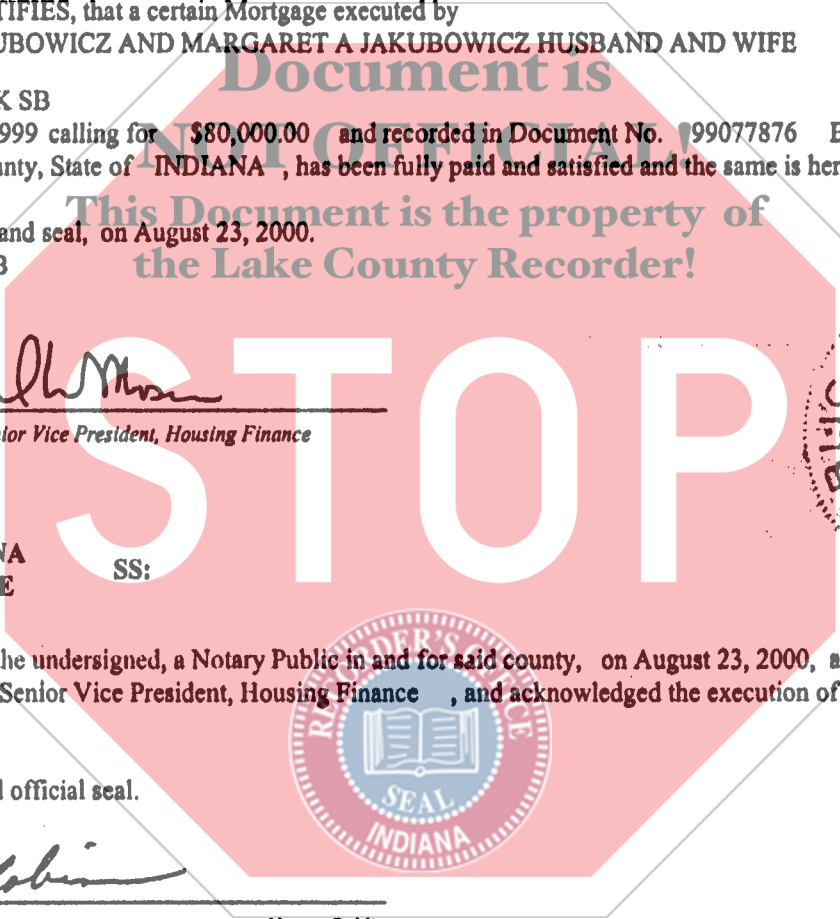 TIFIES, that a certain Mortgage executed by
UBOWICZ AND MARGARET A JAKUBOWICZ HUSBAND AND WIFE
Document is
K SB
999 calling for $80,000.00 and recorded in Document No. 99077876
NOT OFFICIAL!
unty, State of INDIANA , has been fully paid and satisfied and the same is her
This Document is the property of
and seal, on August 23, 2000.
B
the Lake County Recorder!
STOP
ior Vice President, Housing Finance
NA
SS:
E
he undersigned, a Notary Public in and for said county, on August 23, 2000, a
Senior Vice President, Housing Finance , and acknowledged the execution of
RECORDER'S OFFICE
SEAL
INDIANA
l official seal.